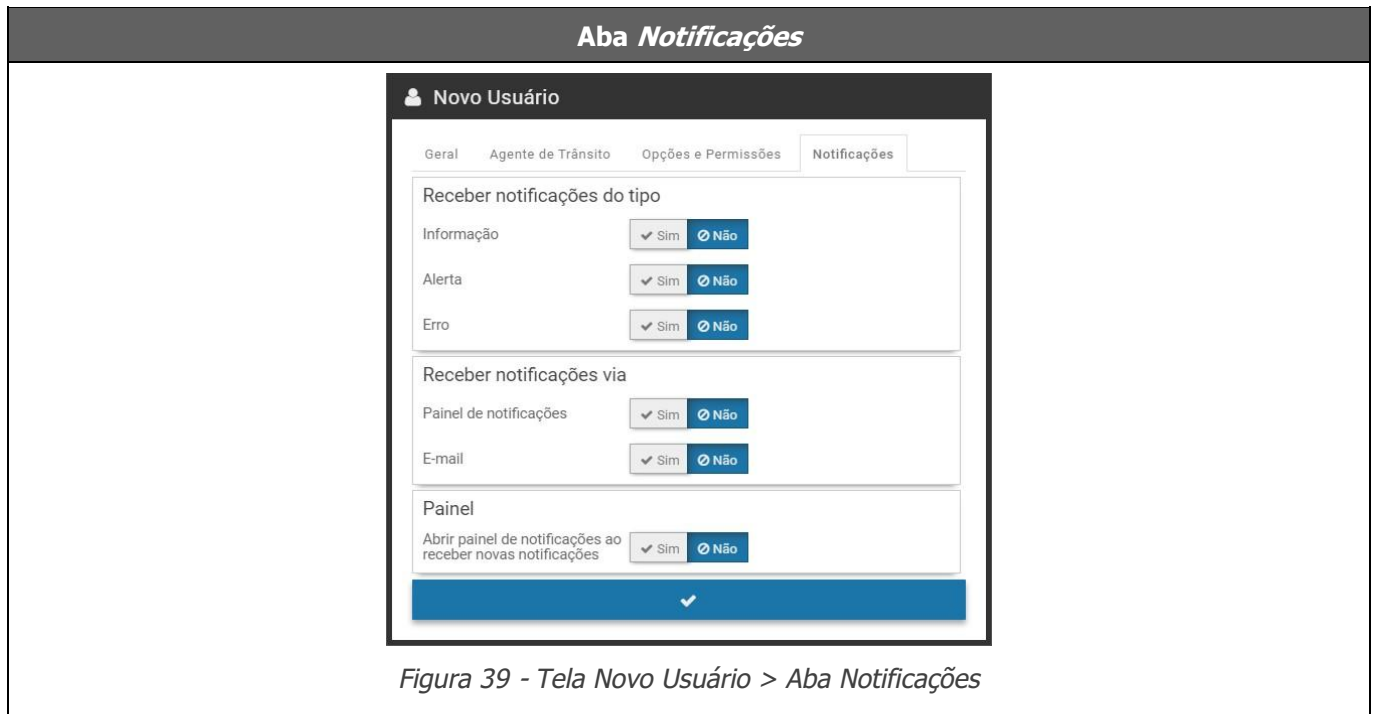 Aba Notificações
Novo Usuário
Geral Agente de Trânsito Opções e Permissões Notificações
Receber notificações do tipo
Informação Sim Não
Alerta Sim Não
Erro Sim Não
Receber notificações via
Painel de notificações Sim Não
E-mail Sim Não
Painel
Abrir painel de notificações ao
receber novas notificações Sim Não
Figura 39 - Tela Novo Usuário > Aba Notificações